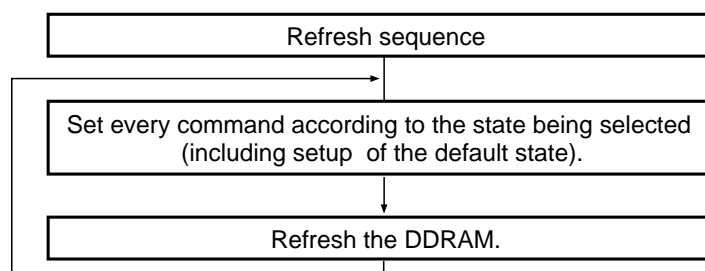 Refresh sequence
Set every command according to the state being selected
(including setup of the default state).
Refresh the DDRAM.